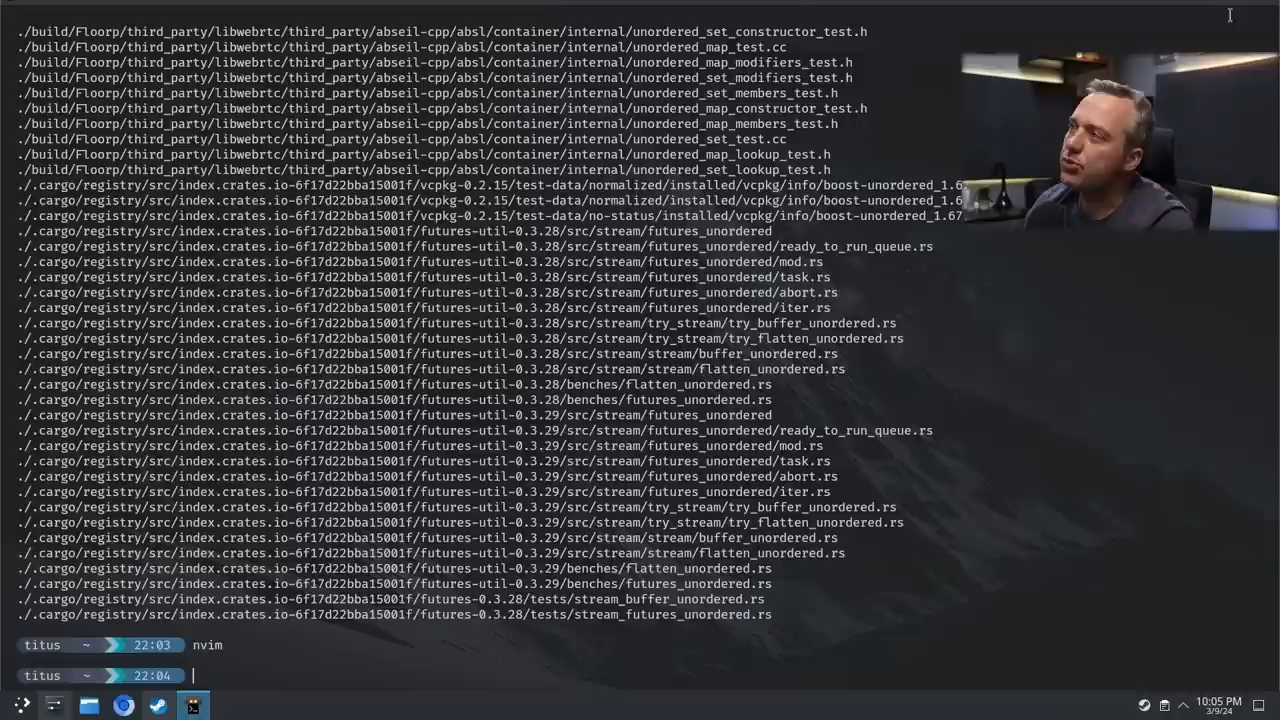 ./build/Floorp/third_party/libwebrtc/third_party/abseil-cpp/absl/container/internal/unordered_set_constructor_test.h
./build/Floorp/third_party/libwebrtc/third_party/abseil-cpp/absl/container/internal/unordered_map_test.cc
./build/Floorp/third_party/libwebrtc/third_party/abseil-cpp/absl/container/internal/unordered_map_modifiers_test.h
./build/Floorp/third_party/libwebrtc/third_party/abseil-cpp/absl/container/internal/unordered_set_modifiers_test.h
./build/Floorp/third_party/libwebrtc/third_party/abseil-cpp/absl/container/internal/unordered_set_members_test.h
./build/Floorp/third_party/libwebrtc/third_party/abseil-cpp/absl/container/internal/unordered_map_constructor_test.h
./build/Floorp/third_party/libwebrtc/third_party/abseil-cpp/absl/container/internal/unordered_map_members_test.h
./build/Floorp/third_party/libwebrtc/third_party/abseil-cpp/absl/container/internal/unordered_set_test.cc
./build/Floorp/third_party/libwebrtc/third_party/abseil-cpp/absl/container/internal/unordered_map_lookup_test.h
./build/Floorp/third_party/libwebrtc/third_party/abseil-cpp/absl/container/internal/unordered_set_lookup_test.h
./.cargo/registry/src/index.crates.io-6f17d22bba15001f/vcpkg-0.2.15/test-data/normalized/installed/vcpkg/info/boost-unordered_1.6
./.cargo/registry/src/index.crates.io-6f17d22bba15001f/vcpkg-0.2.15/test-data/normalized/installed/vcpkg/info/boost-unordered_1.6
./.cargo/registry/src/index.crates.io-6f17d22bba15001f/vcpkg-0.2.15/test-data/no-status/installed/vcpkg/info/boost-unordered_1.67
./.cargo/registry/src/index.crates.io-6f17d22bba15001f/futures-util-0.3.28/src/stream/futures_unordered
./.cargo/registry/src/index.crates.io-6f17d22bba15001f/futures-util-0.3.28/src/stream/futures_unordered/ready_to_run_queue.rs
./.cargo/registry/src/index.crates.io-6f17d22bba15001f/futures-util-0.3.28/src/stream/futures_unordered/mod.rs
./.cargo/registry/src/index.crates.io-6f17d22bba15001f/futures-util-0.3.28/src/stream/futures_unordered/task.rs
./.cargo/registry/src/index.crates.io-6f17d22bba15001f/futures-util-0.3.28/src/stream/futures_unordered/abort.rs
./.cargo/registry/src/index.crates.io-6f17d22bba15001f/futures-util-0.3.28/src/stream/futures_unordered/iter.rs
./.cargo/registry/src/index.crates.io-6f17d22bba15001f/futures-util-0.3.28/src/stream/try_stream/try_buffer_unordered.rs
./.cargo/registry/src/index.crates.io-6f17d22bba15001f/futures-util-0.3.28/src/stream/try_stream/try_flatten_unordered.rs
./.cargo/registry/src/index.crates.io-6f17d22bba15001f/futures-util-0.3.28/src/stream/stream/buffer_unordered.rs
./.cargo/registry/src/index.crates.io-6f17d22bba15001f/futures-util-0.3.28/src/stream/stream/flatten_unordered.rs
./.cargo/registry/src/index.crates.io-6f17d22bba15001f/futures-util-0.3.28/benches/flatten_unordered.rs
./.cargo/registry/src/index.crates.io-6f17d22bba15001f/futures-util-0.3.28/benches/futures_unordered.rs
./.cargo/registry/src/index.crates.io-6f17d22bba15001f/futures-util-0.3.29/src/stream/futures_unordered
./.cargo/registry/src/index.crates.io-6f17d22bba15001f/futures-util-0.3.29/src/stream/futures_unordered/ready_to_run_queue.rs
./.cargo/registry/src/index.crates.io-6f17d22bba15001f/futures-util-0.3.29/src/stream/futures_unordered/mod.rs
./.cargo/registry/src/index.crates.io-6f17d22bba15001f/futures-util-0.3.29/src/stream/futures_unordered/task.rs
./.cargo/registry/src/index.crates.io-6f17d22bba15001f/futures-util-0.3.29/src/stream/futures_unordered/abort.rs
./.cargo/registry/src/index.crates.io-6f17d22bba15001f/futures-util-0.3.29/src/stream/futures_unordered/iter.rs
./.cargo/registry/src/index.crates.io-6f17d22bba15001f/futures-util-0.3.29/src/stream/try_stream/try_buffer_unordered.rs
./.cargo/registry/src/index.crates.io-6f17d22bba15001f/futures-util-0.3.29/src/stream/try_stream/try_flatten_unordered.rs
./.cargo/registry/src/index.crates.io-6f17d22bba15001f/futures-util-0.3.29/src/stream/stream/buffer_unordered.rs
./.cargo/registry/src/index.crates.io-6f17d22bba15001f/futures-util-0.3.29/src/stream/stream/flatten_unordered.rs
./.cargo/registry/src/index.crates.io-6f17d22bba15001f/futures-util-0.3.29/benches/flatten_unordered.rs
./.cargo/registry/src/index.crates.io-6f17d22bba15001f/futures-util-0.3.29/benches/futures_unordered.rs
./.cargo/registry/src/index.crates.io-6f17d22bba15001f/futures-0.3.28/tests/stream_buffer_unordered.rs
./.cargo/registry/src/index.crates.io-6f17d22bba15001f/futures-0.3.28/tests/stream_futures_unordered.rs
titus ~ 22:03 nvim
titus ~ 22:04
10:05 PM
3/9/24